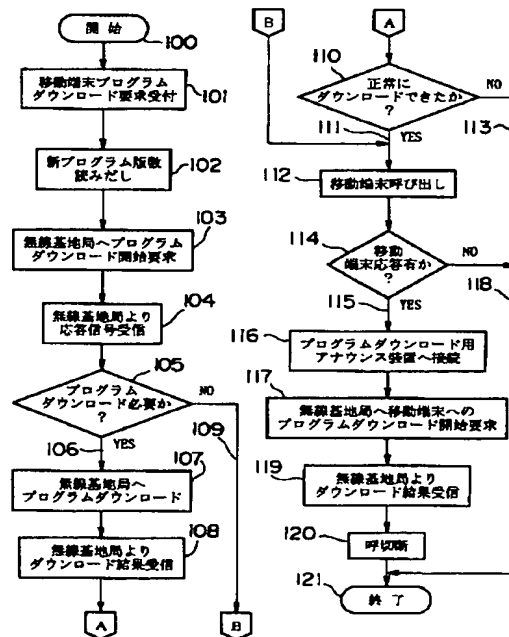 開始
100
移動端末プログラム
ダウンロード要求受付
101
新プログラム版数
読みだし
102
103
無線基地局へプログラム
ダウンロード開始要求
104
無線基地局より
応答信号受信
105
プログラム
ダウンロード必要か
?
NO
109
106
YES
107
無線基地局へ
プログラムダウンロード
108
無線基地局より
ダウンロード結果受信
A
B
B
A
110
正常に
ダウンロードできたか
?
NO
113
111
YES
112
移動端末呼び出し
114
移動
端末応答有か
?
NO
118
115
YES
116
プログラムダウンロード用
アナウンス装置へ接続
117
無線基地局へ移動端末への
プログラムダウンロード開始要求
119
無線基地局より
ダウンロード結果受信
120
呼切断
121
終了